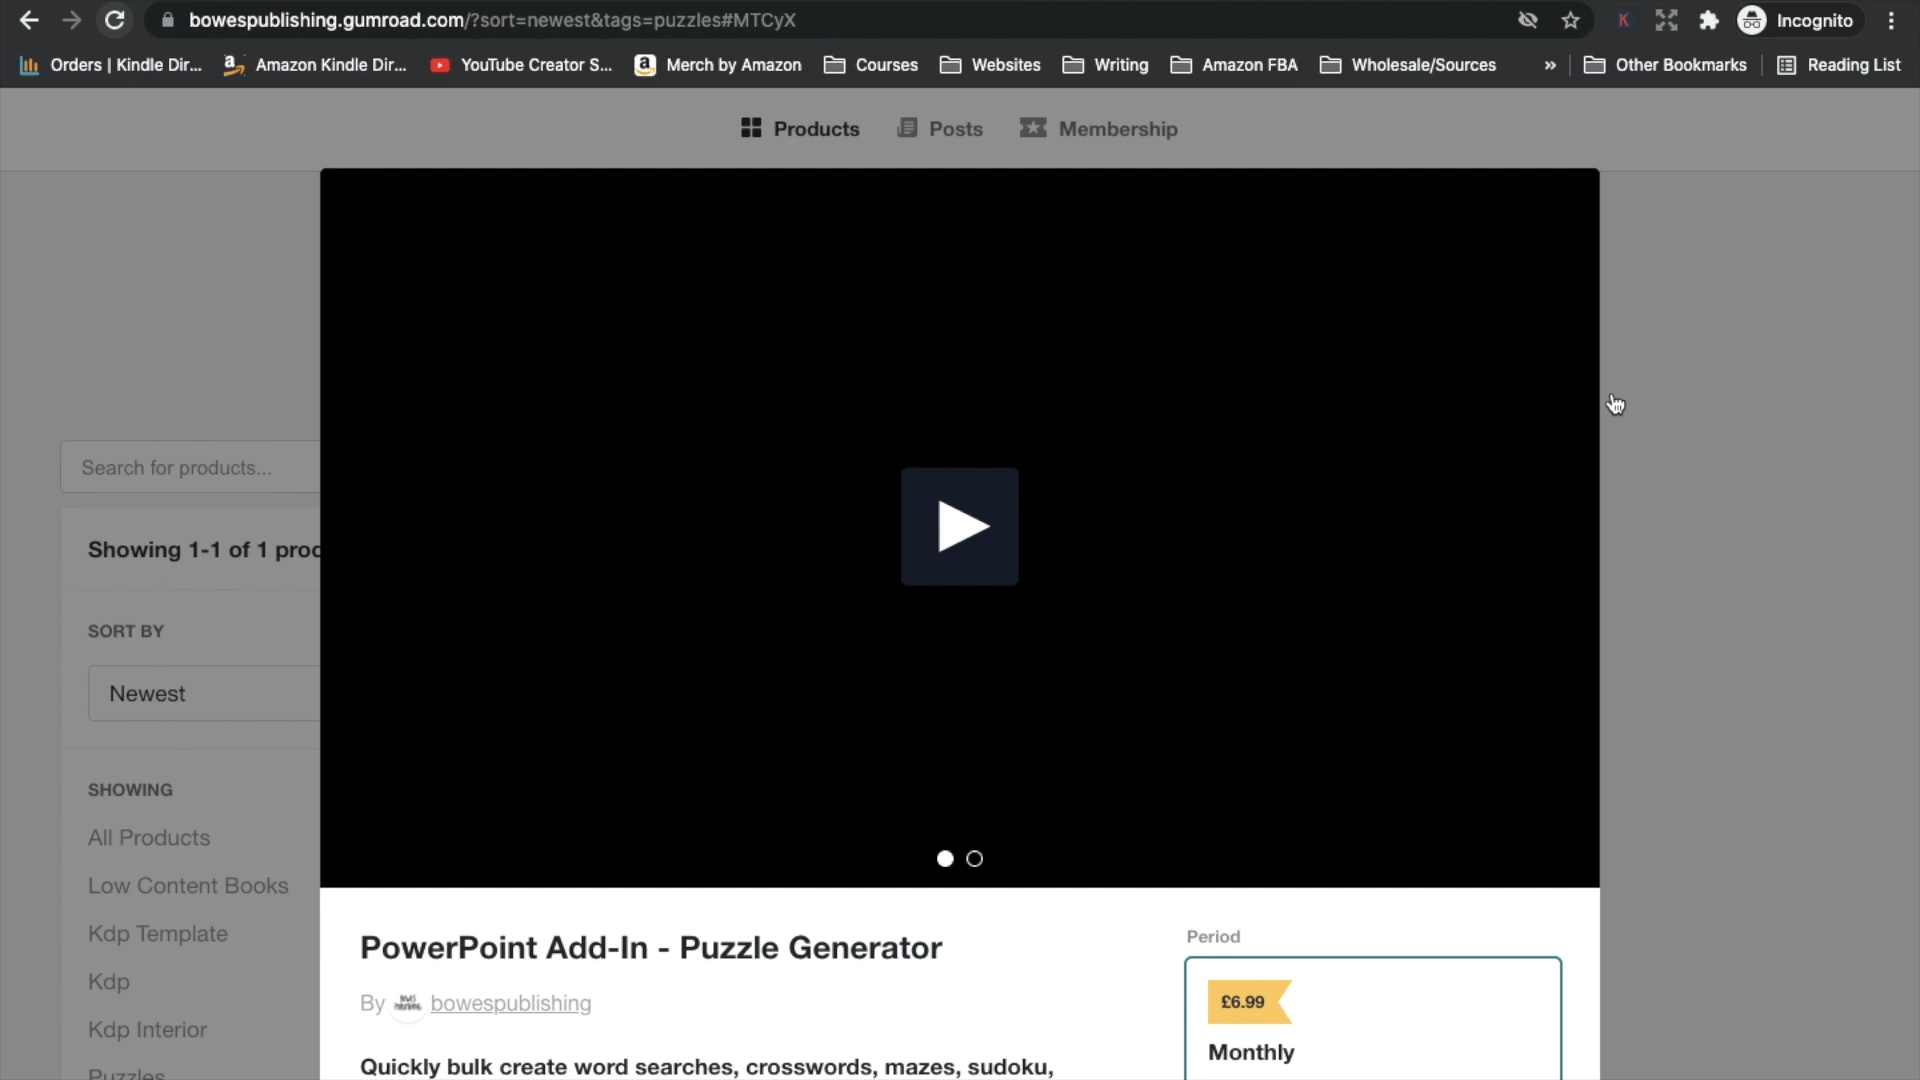 bowespublishing.gumroad.com/?sort=newest&tags=puzzles#MTCyX
K
Incognito
Orders | Kindle Dir...
Amazon Kindle Dir...
YouTube Creator S...
Merch by Amazon
Courses
Websites
Writing
Amazon FBA
Wholesale/Sources
»
Other Bookmarks
Reading List
Products
Posts
Membership
Search for products...
Showing 1-1 of 1 prod
SORT BY
Newest
SHOWING
All Products
Low Content Books
Kdp Template
Kdp
Kdp Interior
Puzzles
PowerPoint Add-In - Puzzle Generator
By bowespublishing
Quickly bulk create word searches, crosswords, mazes, sudoku,
Period
£6.99
Monthly